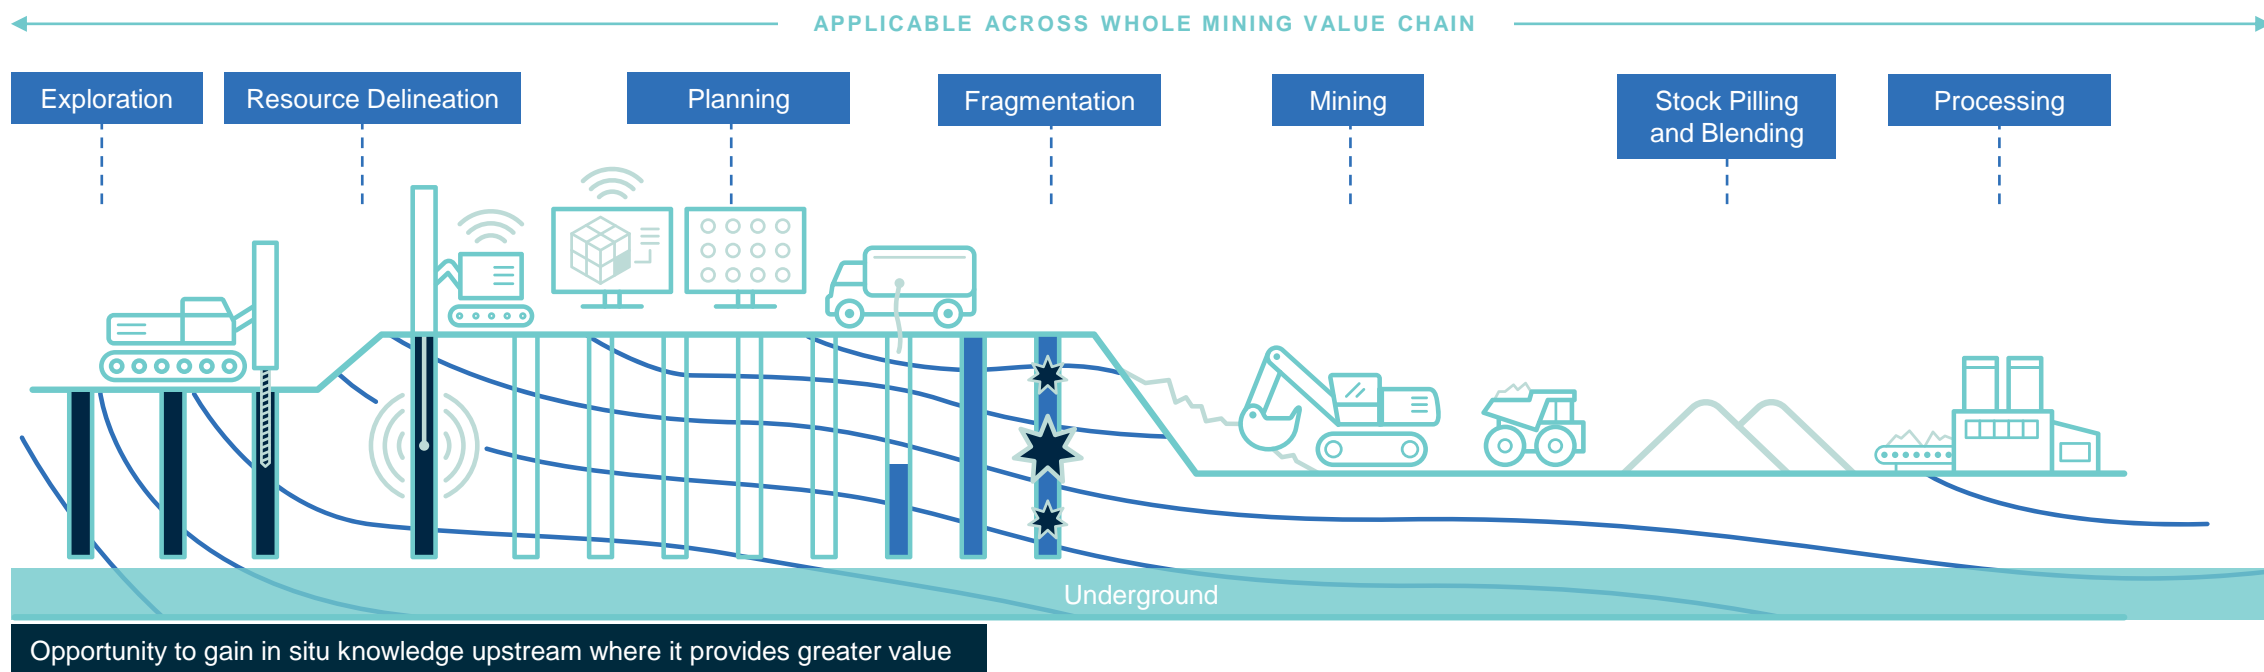 APPLICABLE ACROSS WHOLE MINING VALUE CHAIN
Exploration
Resource Delineation
Planning
Fragmentation
Mining
Stock Pilling
and Blending
Processing
Underground
Opportunity to gain in situ knowledge upstream where it provides greater value